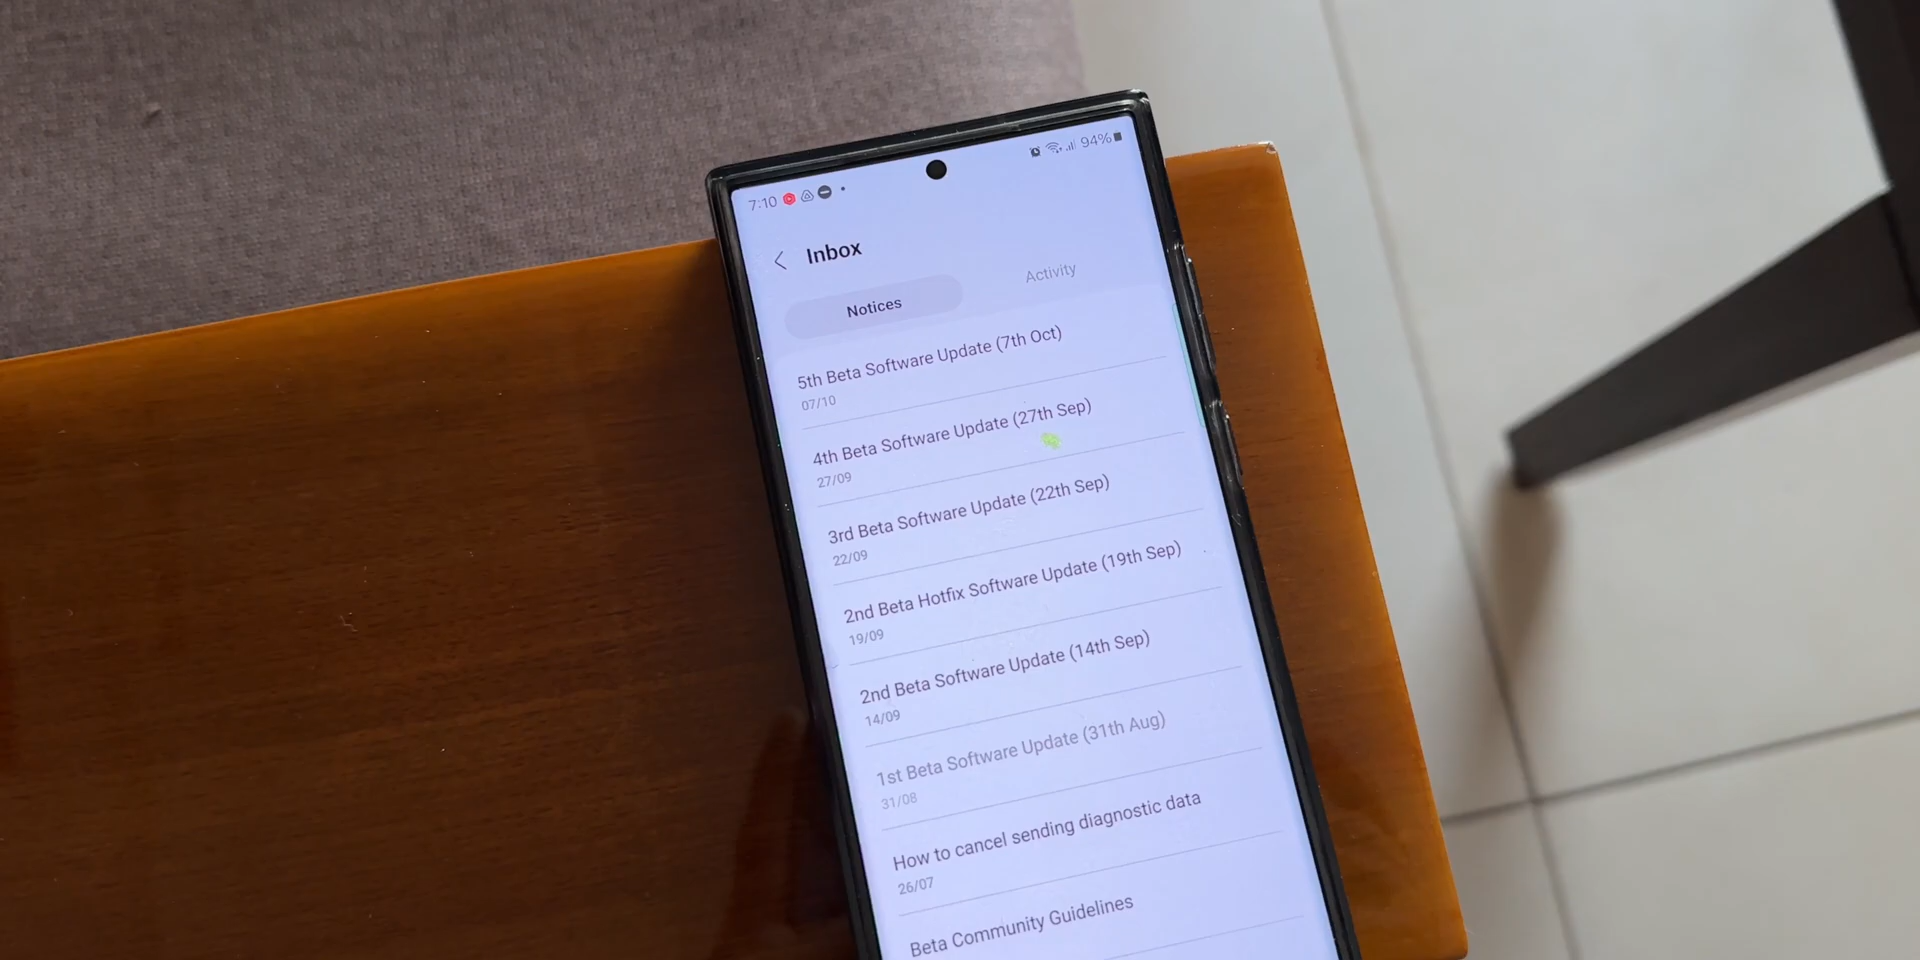 7:10
94%
Inbox
Notices
Activity
5th Beta Software Update (7th Oct)
07/10
4th Beta Software Update (27th Sep)
27/09
3rd Beta Software Update (22th Sep)
22/09
2nd Beta Hotfix Software Update (19th Sep)
19/09
2nd Beta Software Update (14th Sep)
14/09
1st Beta Software Update (31th Aug)
31/08
How to cancel sending diagnostic data
26/07
Beta Community Guidelines